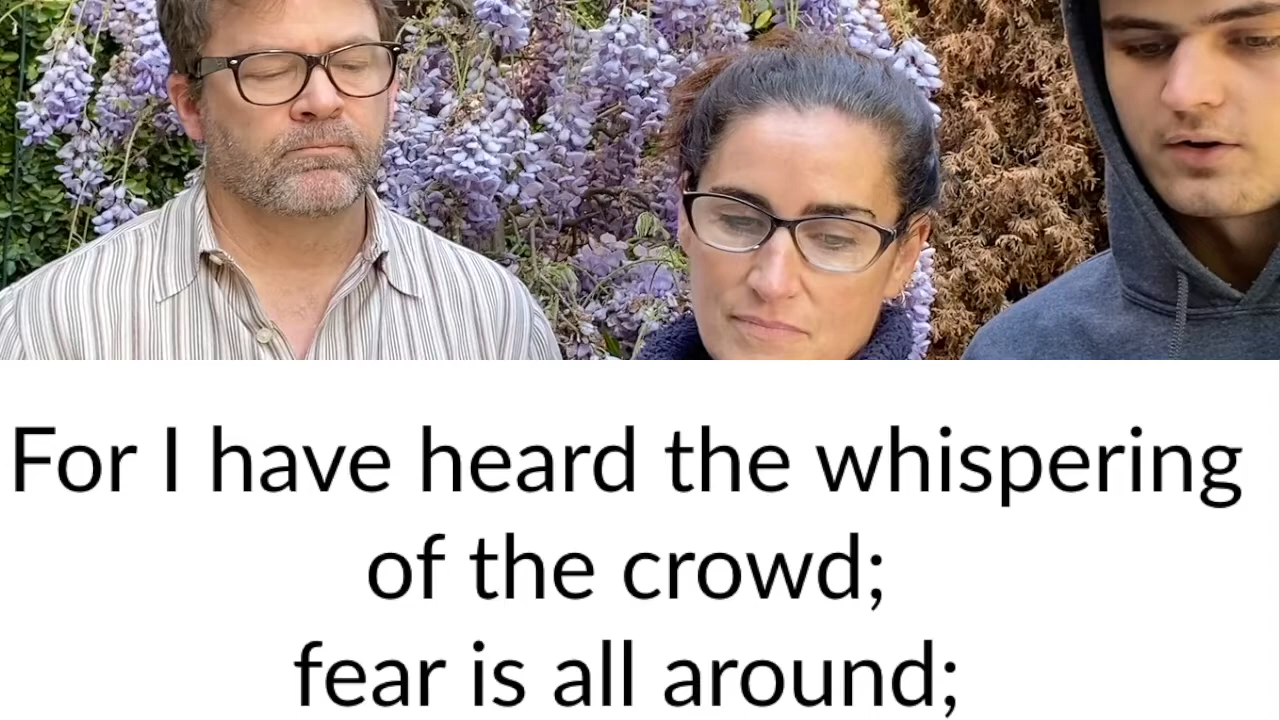 For I have heard the whispering
of the crowd;
fear is all around;